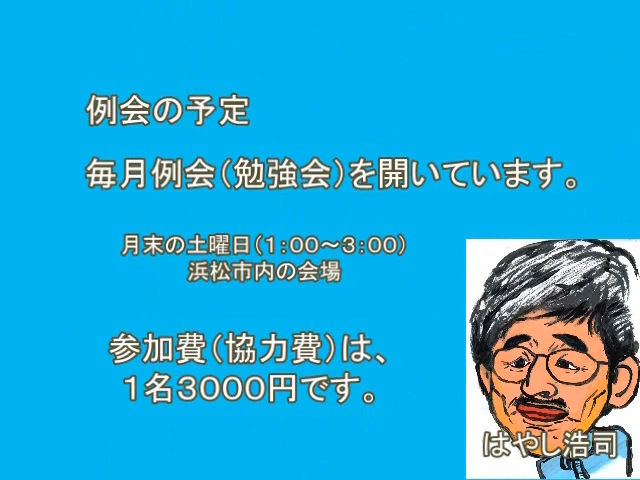 例会の予定
毎月例会（勉強会）を開いています。
月末の土曜日（１：００～３：００）
浜松市内の会場
参加費（協力費）は、
１名３０００円です。
はやし浩司